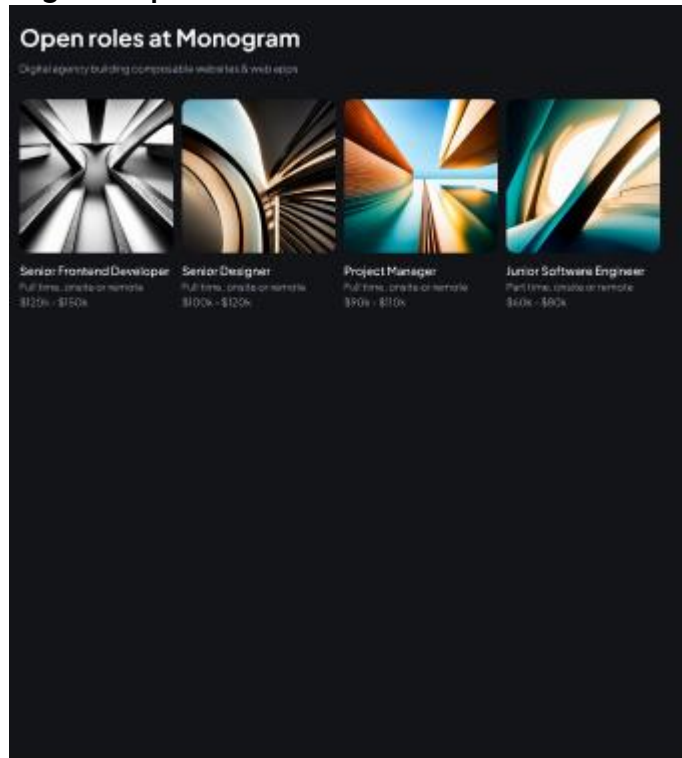 Open roles at Monogram
Digital agency building composable websites & web apps
Senior Frontend Developer
Full time, onsite or remote
$120k - $150k
Senior Designer
Full time, onsite or remote
$100k - $120k
Project Manager
Full time, onsite or remote
$90k - $110k
Junior Software Engineer
Part time, onsite or remote
$60k - $80k